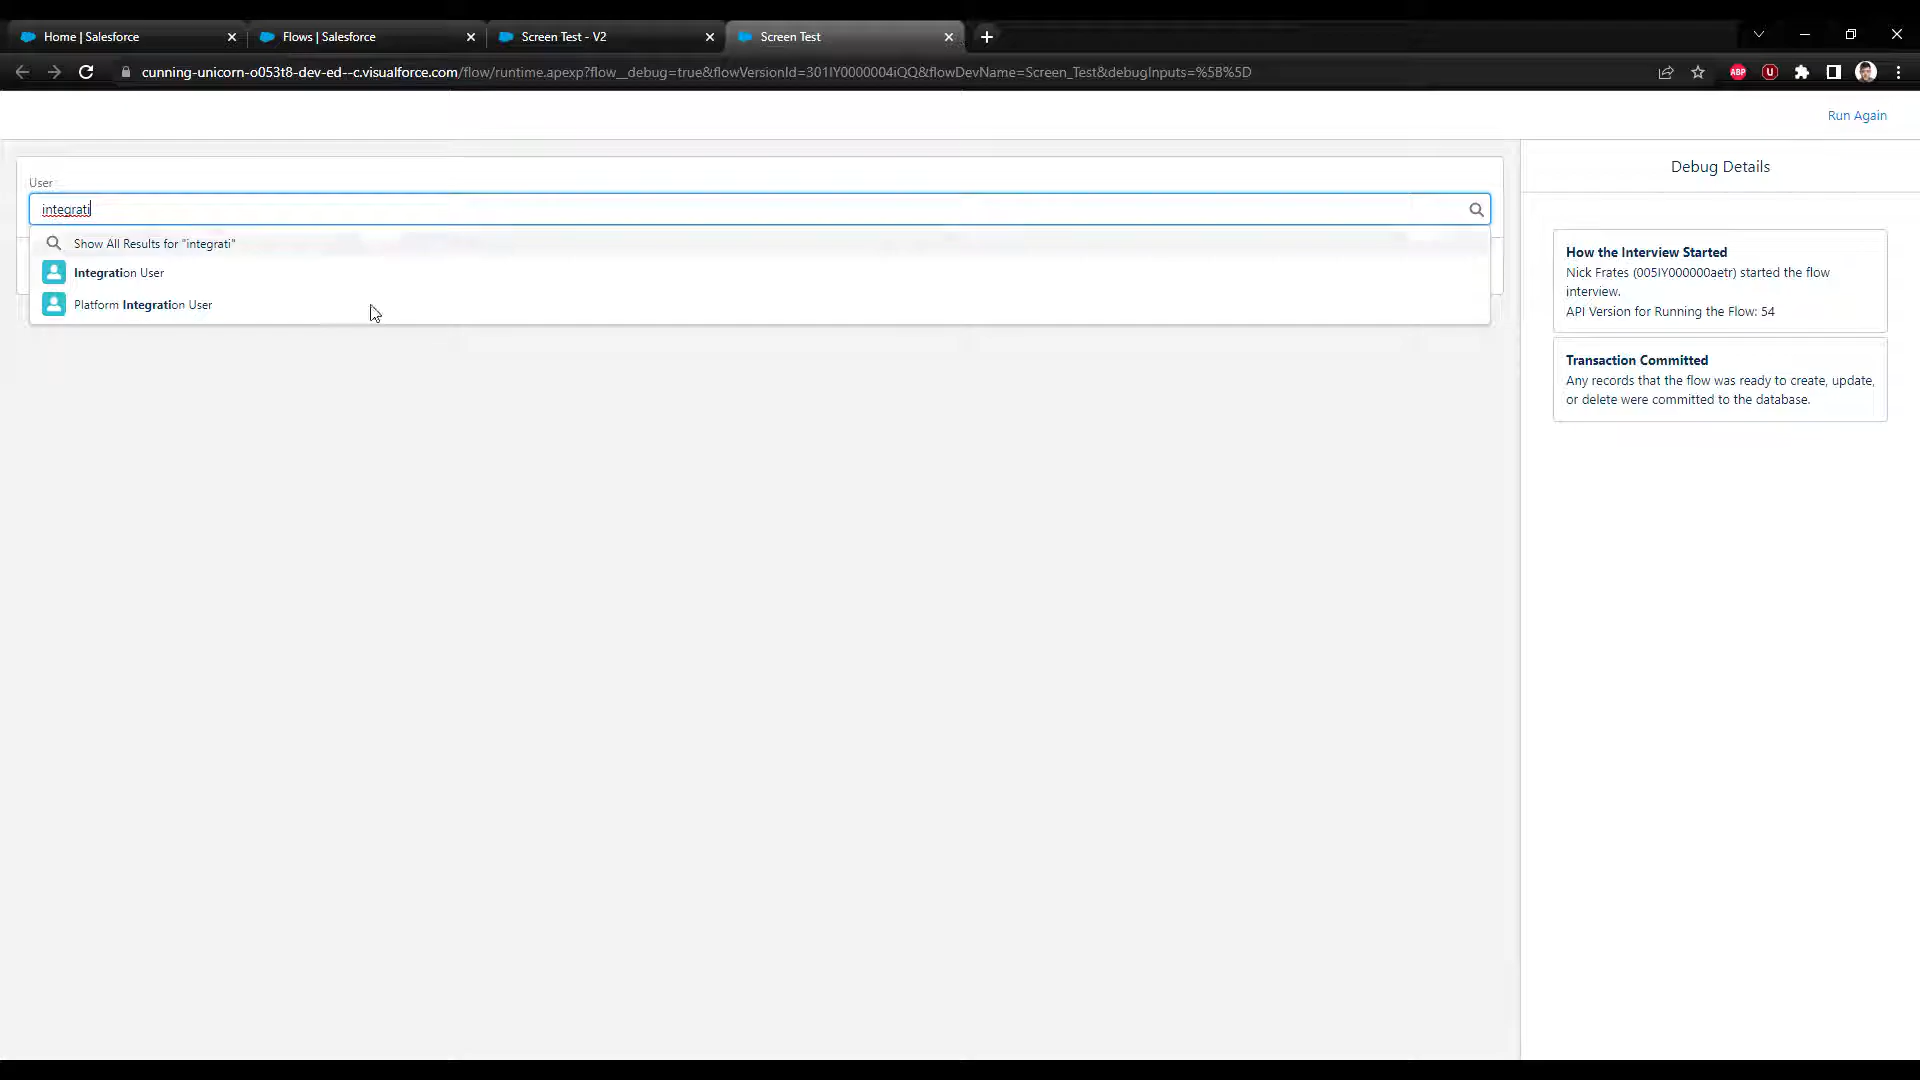 Home | Salesforce
Flows | Salesforce
Screen Test - V2
Screen Test
cunning-unicorn-o053t8-dev-ed--c.visualforce.com/flow/runtime.apexp?flow__debug=true&flowVersionId=301IY0000004iQQ&flowDevName=Screen_Test&debugInputs=%5B%5D
ABP
U
Run Again
User
integrati
Show All Results for "integrati"
Integration User
Platform Integration User
Debug Details
How the Interview Started
Nick Frates (005IY000000aetr) started the flow
interview.
API Version for Running the Flow: 54
Transaction Committed
Any records that the flow was ready to create, update,
or delete were committed to the database.